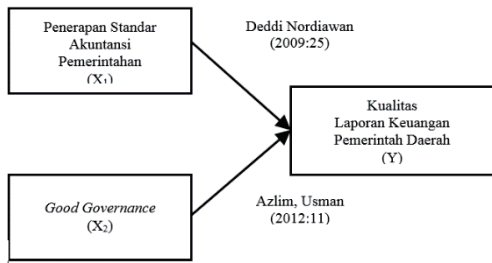 Penerapan Standar
Akuntansi
Pemerintahan
(X₁)
Deddi Nordiawan
(2009:25)
Kualitas
Laporan Keuangan
Pemerintah Daerah
(Y)
Good Governance
(X₂)
Azlim, Usman
(2012:11)